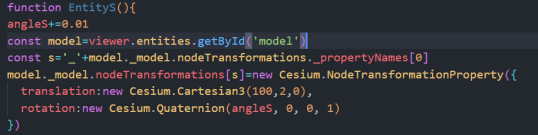 function EntityS(){
angleS+=0.01
const model=viewer.entities.getById('model')
const s='_'+model._model.nodeTransformations._propertyNames[0]
model._model.nodeTransformations[s]=new Cesium.NodeTransformationProperty({
translation:new Cesium.Cartesian3(100,2,0),
rotation:new Cesium.Quaternion(angleS, 0, 0, 1)
})